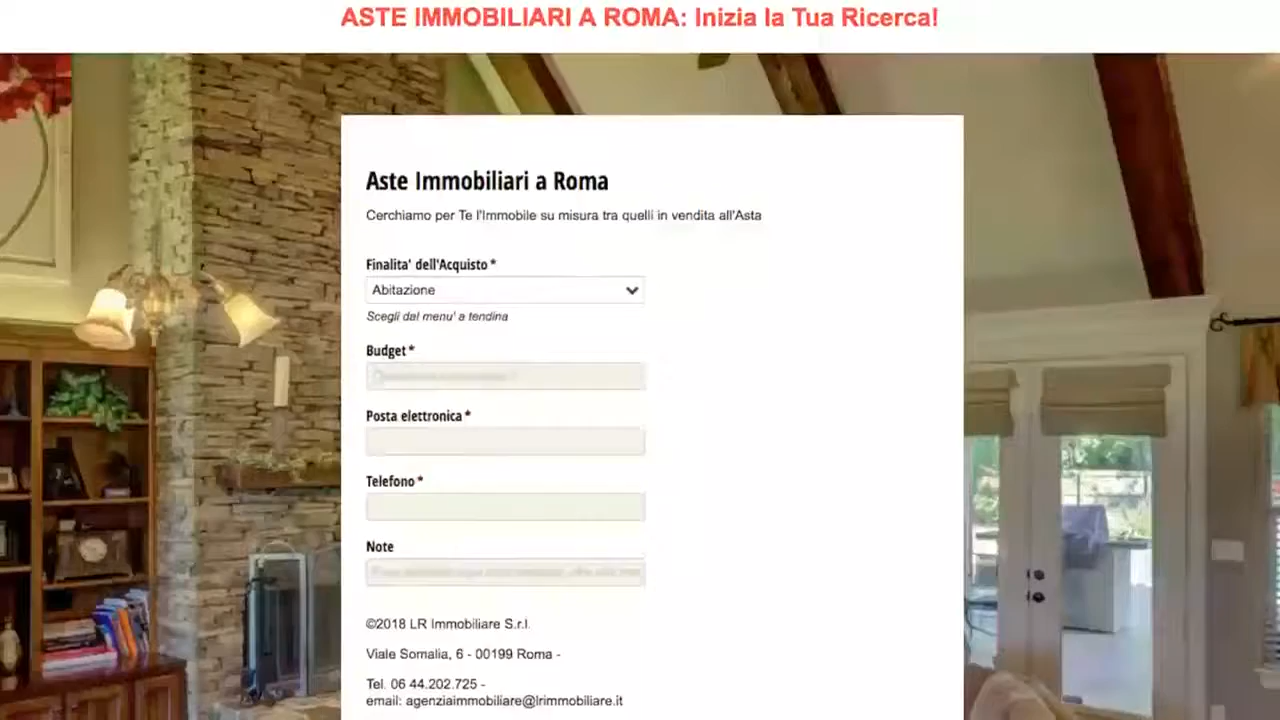 ASTE IMMOBILIARI A ROMA: Inizia la Tua Ricerca!
Aste Immobiliari a Roma
Cerchiamo per Te l'Immobile su misura tra quelli in vendita all'Asta
Finalita' dell'Acquisto *
Abitazione
Scegli dal menu' a tendina
Budget *
Posta elettronica *
Telefono *
Note
©2018 LR Immobiliare S.r.l.
Viale Somalia, 6 - 00199 Roma -
Tel. 06 44.202.725 -
email: agenziaimmobiliare@lrimmobiliare.it